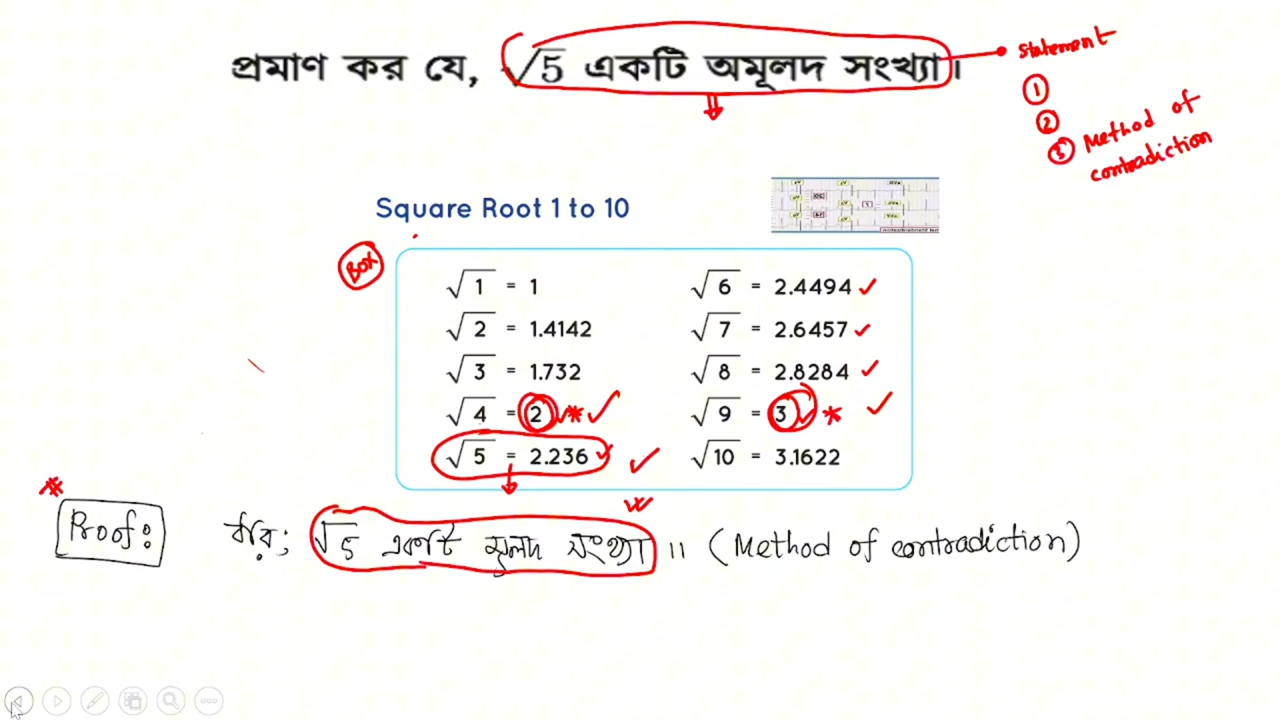 প্রমাণ কর যে, √5 একটি অমূলদ সংখ্যা।
statement
①
②
③ Method of
contradiction
Square Root 1 to 10
Box
√1 = 1
√2 = 1.4142
√3 = 1.732
√4 = 2
√5 = 2.236
√6 = 2.4494
√7 = 2.6457
√8 = 2.8284
√9 = 3
√10 = 3.1622
Proof: ধরি, √5 একটি মূলদ সংখ্যা ॥ (Method of contradiction)